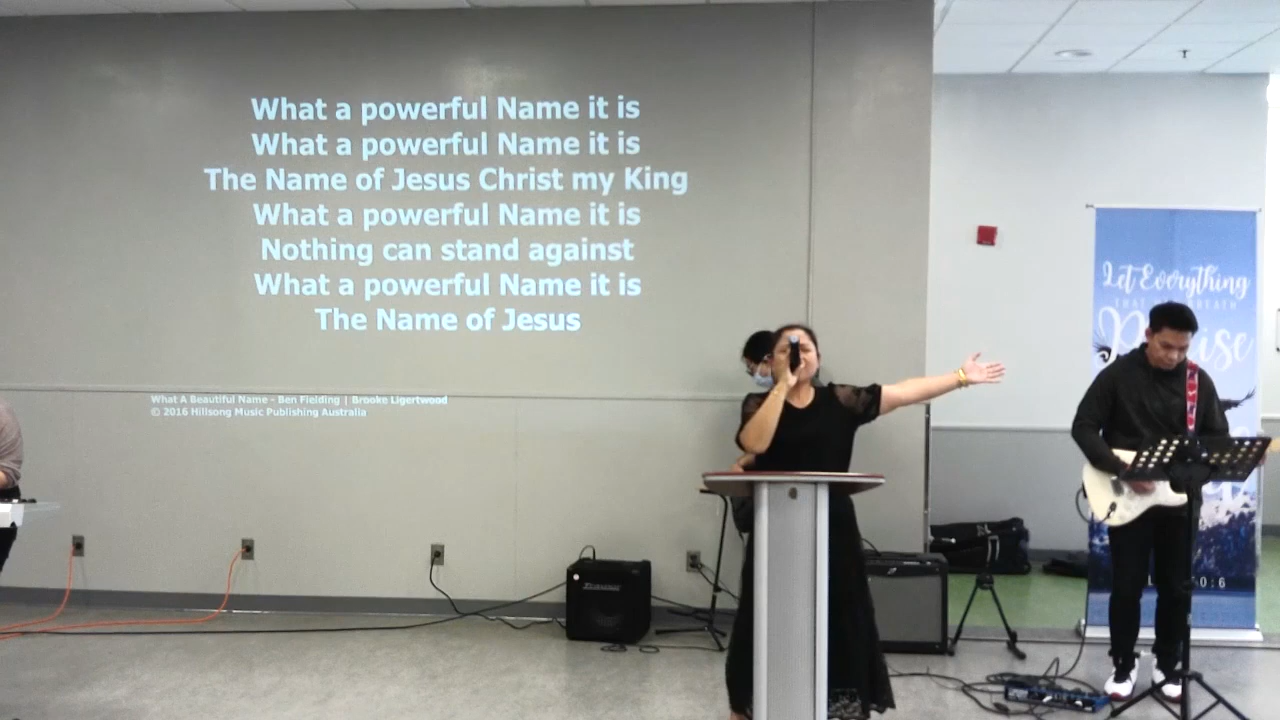 What a powerful Name it is
What a powerful Name it is
The Name of Jesus Christ my King
What a powerful Name it is
Nothing can stand against
What a powerful Name it is
The Name of Jesus
What A Beautiful Name - Ben Fielding | Brooke Ligertwood
© 2016 Hillsong Music Publishing Australia
Let Everything
THAT